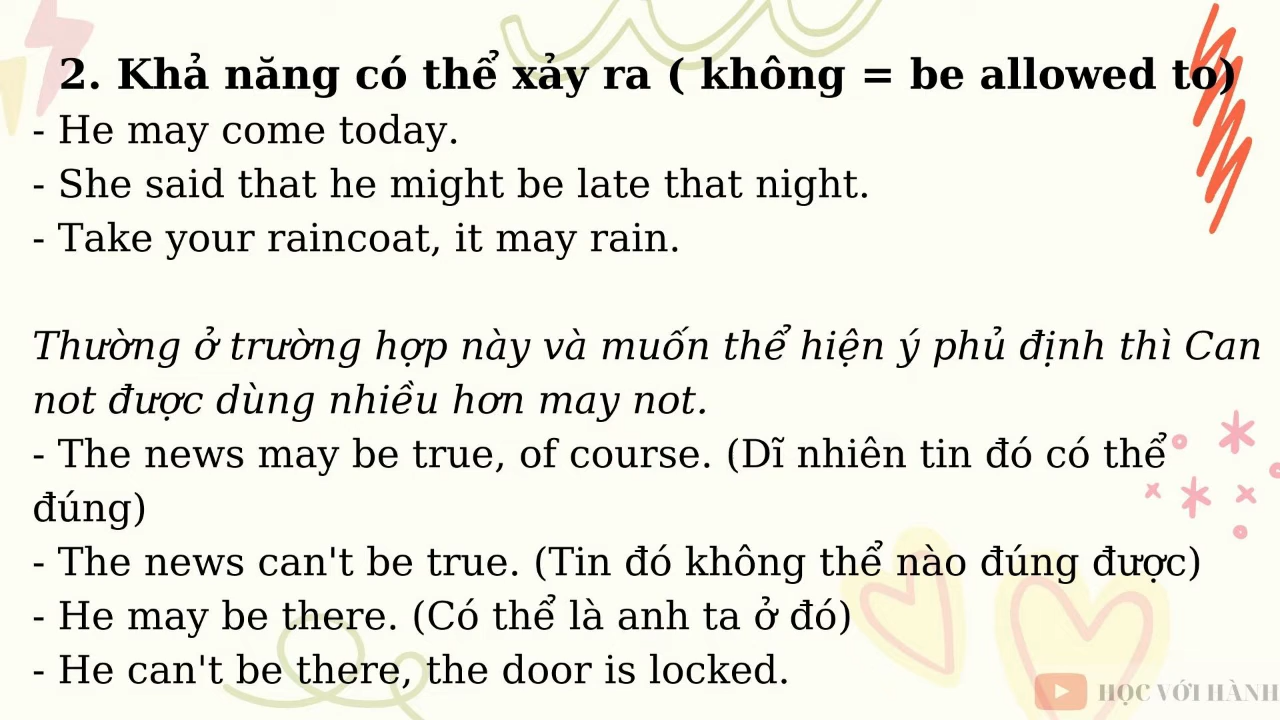 2. Khả năng có thể xảy ra ( không = be allowed to)
- He may come today.
- She said that he might be late that night.
- Take your raincoat, it may rain.
Thường ở trường hợp này và muốn thể hiện ý phủ định thì Can
not được dùng nhiều hơn may not.
- The news may be true, of course. (Dĩ nhiên tin đó có thể
đúng)
- The news can't be true. (Tin đó không thể nào đúng được)
- He may be there. (Có thể là anh ta ở đó)
- He can't be there, the door is locked.
HỌC VỚI HÀNH